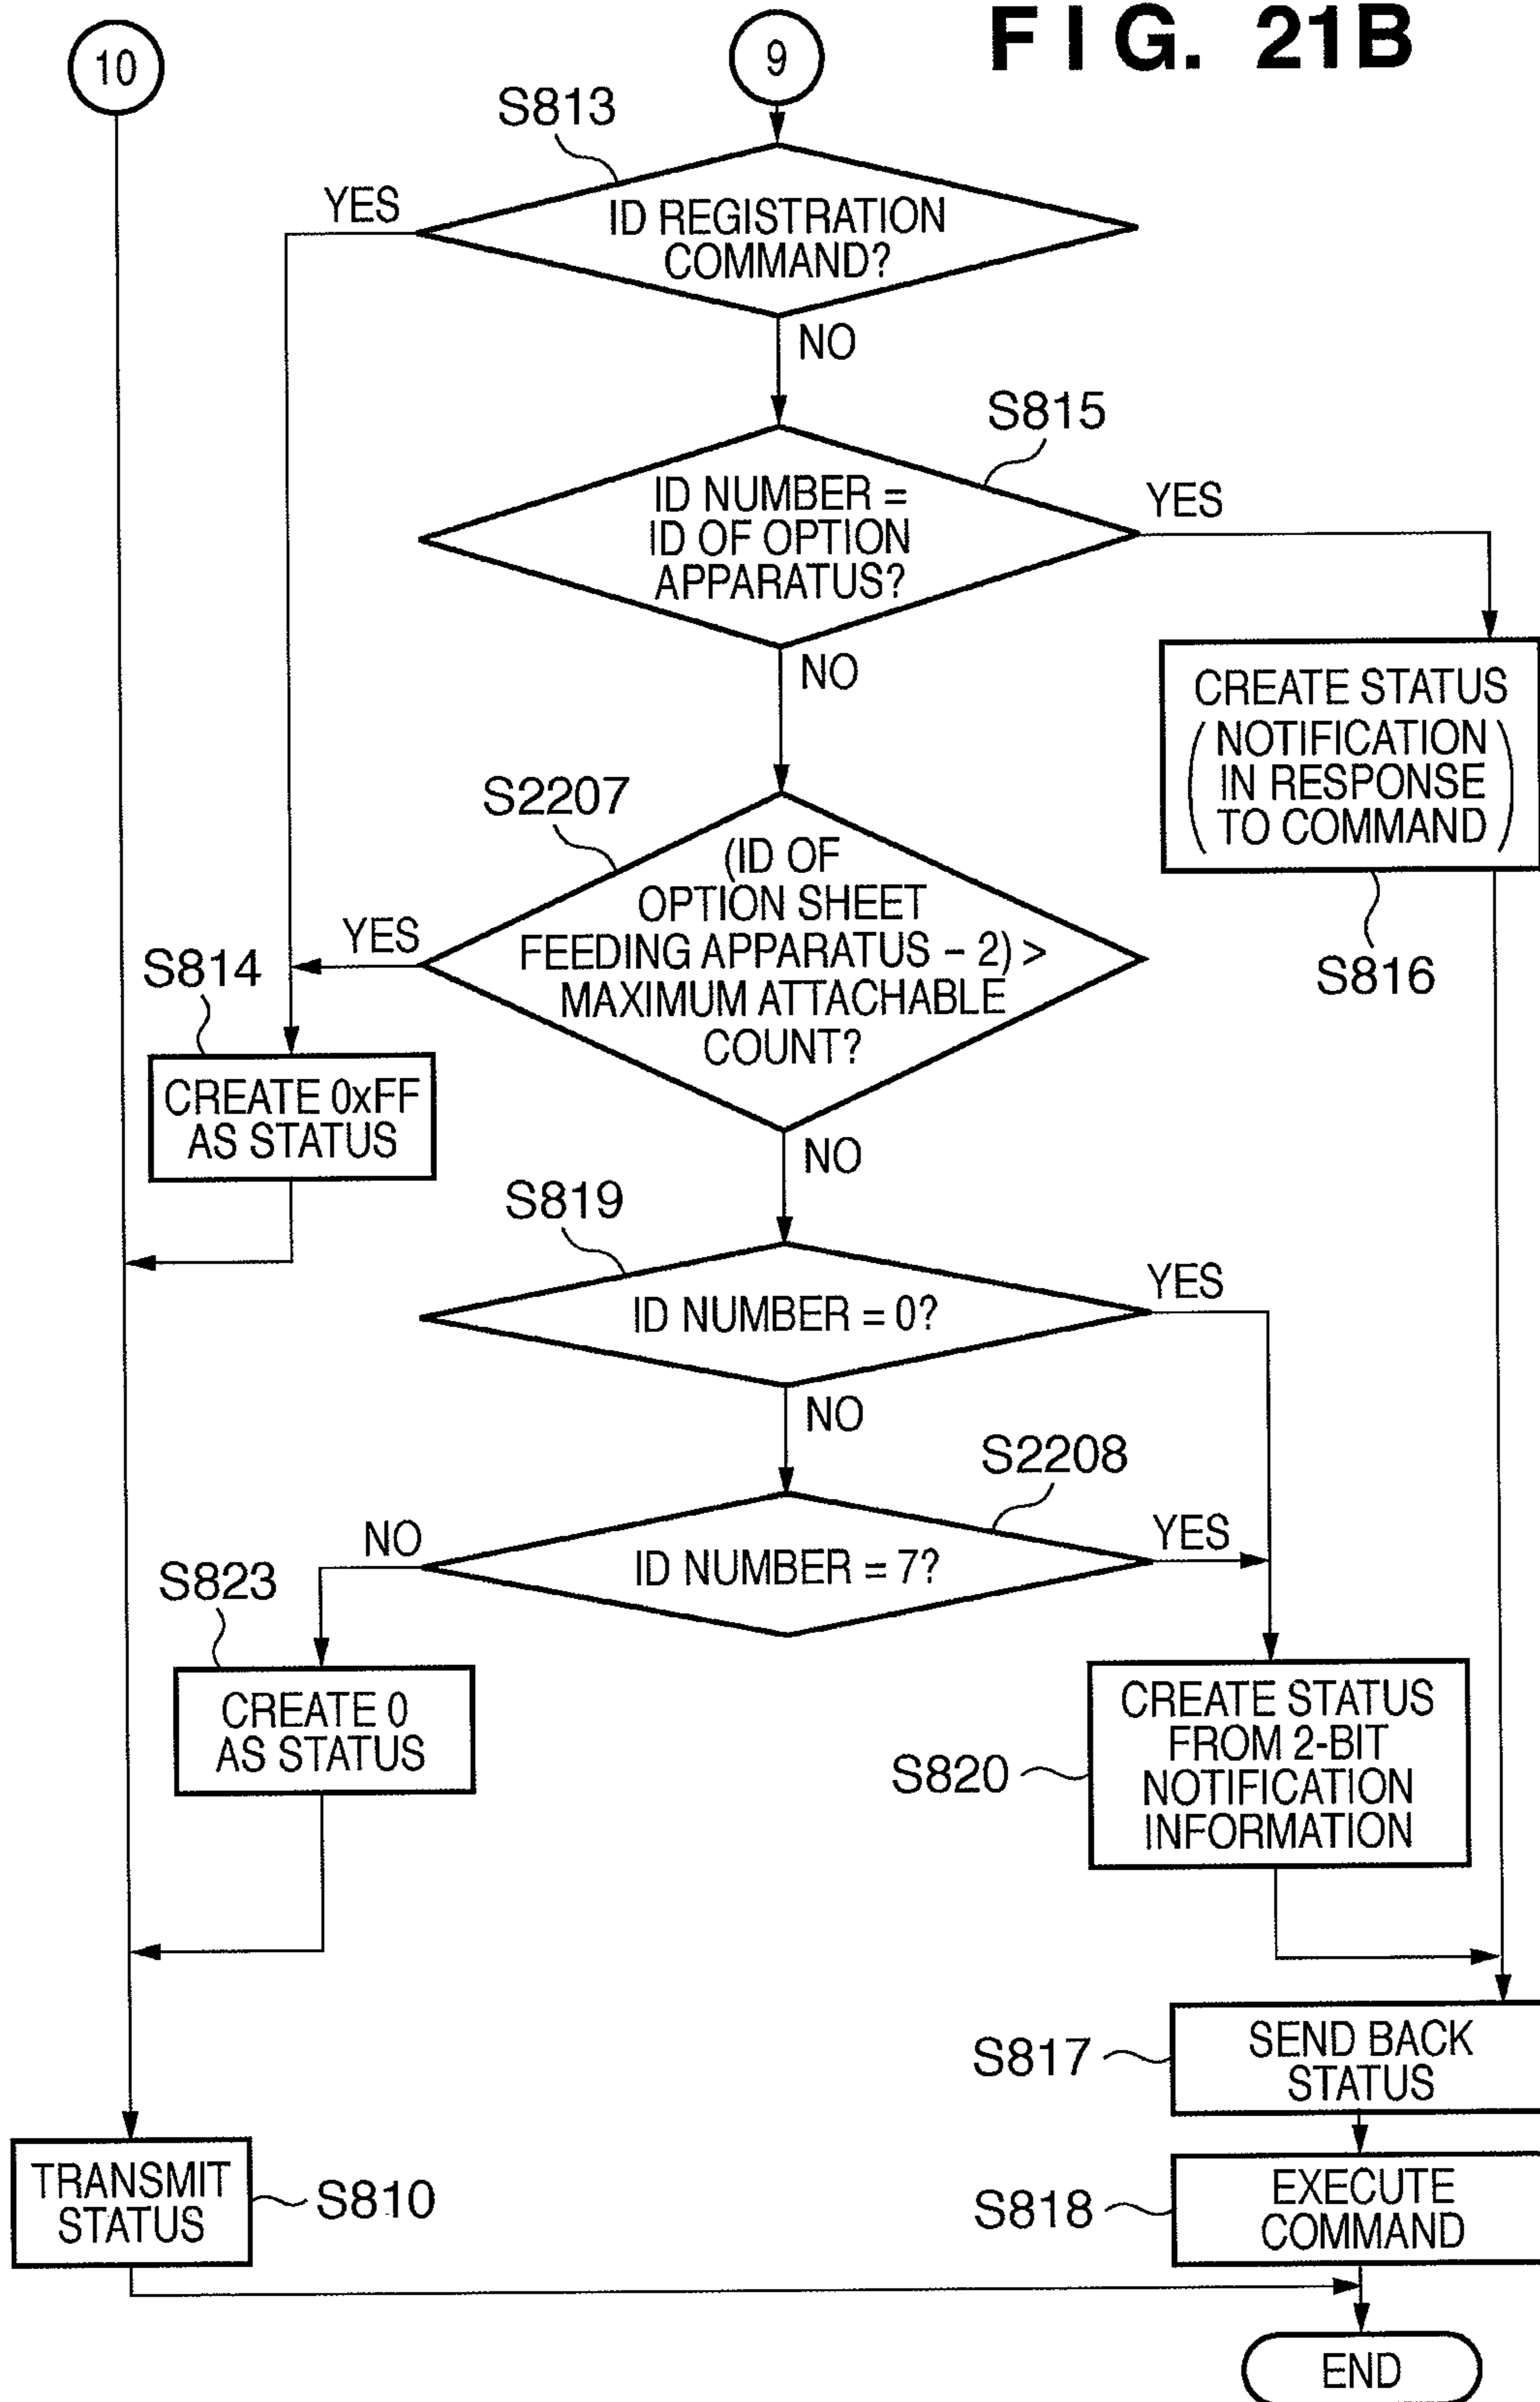 FIG. 21B
10
9
S813
YES
ID REGISTRATION
COMMAND?
NO
S815
ID NUMBER =
ID OF OPTION
APPARATUS?
YES
NO
CREATE STATUS
(NOTIFICATION
IN RESPONSE
TO COMMAND)
S816
S2207
(ID OF
OPTION SHEET
FEEDING APPARATUS – 2) >
MAXIMUM ATTACHABLE
COUNT?
YES
S814
CREATE 0xFF
AS STATUS
NO
S819
ID NUMBER = 0?
YES
NO
S2208
NO
ID NUMBER = 7?
YES
S823
CREATE 0
AS STATUS
S820
CREATE STATUS
FROM 2-BIT
NOTIFICATION
INFORMATION
S817
SEND BACK
STATUS
TRANSMIT
STATUS
S810
S818
EXECUTE
COMMAND
END